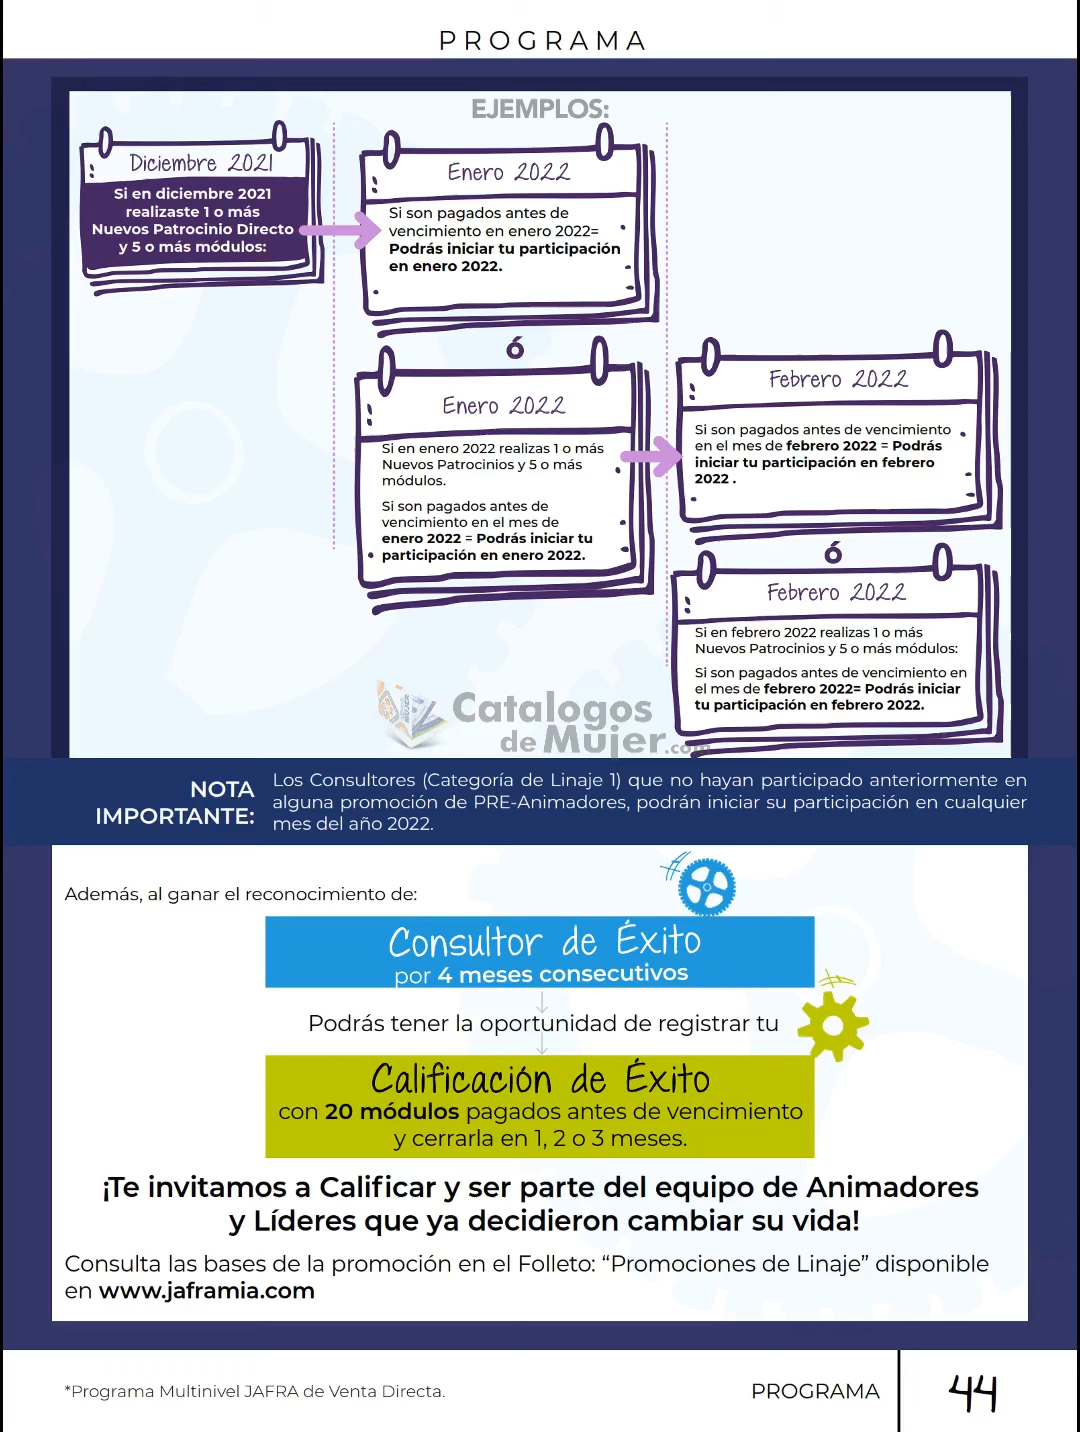 PROGRAMA
EJEMPLOS:
Diciembre 2021
Si en diciembre 2021
realizaste 1 o más
Nuevos Patrocinio Directo
y 5 o más módulos:
Enero 2022
Si son pagados antes de
vencimiento en enero 2022=
Podrás iniciar tu participación
en enero 2022.
ó
Enero 2022
Si en enero 2022 realizas 1 o más
Nuevos Patrocinios y 5 o más
módulos.
Si son pagados antes de
vencimiento en el mes de
enero 2022 = Podrás iniciar tu
participación en enero 2022.
Febrero 2022
Si son pagados antes de vencimiento
en el mes de febrero 2022 = Podrás
iniciar tu participación en febrero
2022 .
ó
Febrero 2022
Si en febrero 2022 realizas 1 o más
Nuevos Patrocinios y 5 o más módulos:
Si son pagados antes de vencimiento en
el mes de febrero 2022= Podrás iniciar
tu participación en febrero 2022.
Catalogos
de Mujer.com
NOTA
IMPORTANTE:
Los Consultores (Categoría de Linaje 1) que no hayan participado anteriormente en
alguna promoción de PRE-Animadores, podrán iniciar su participación en cualquier
mes del año 2022.
Además, al ganar el reconocimiento de:
Consultor de Éxito
por 4 meses consecutivos
Podrás tener la oportunidad de registrar tu
Calificación de Éxito
con 20 módulos pagados antes de vencimiento
y cerrarla en 1, 2 o 3 meses.
¡Te invitamos a Calificar y ser parte del equipo de Animadores
y Líderes que ya decidieron cambiar su vida!
Consulta las bases de la promoción en el Folleto: “Promociones de Linaje” disponible
en www.jaframia.com
*Programa Multinivel JAFRA de Venta Directa.
PROGRAMA
44